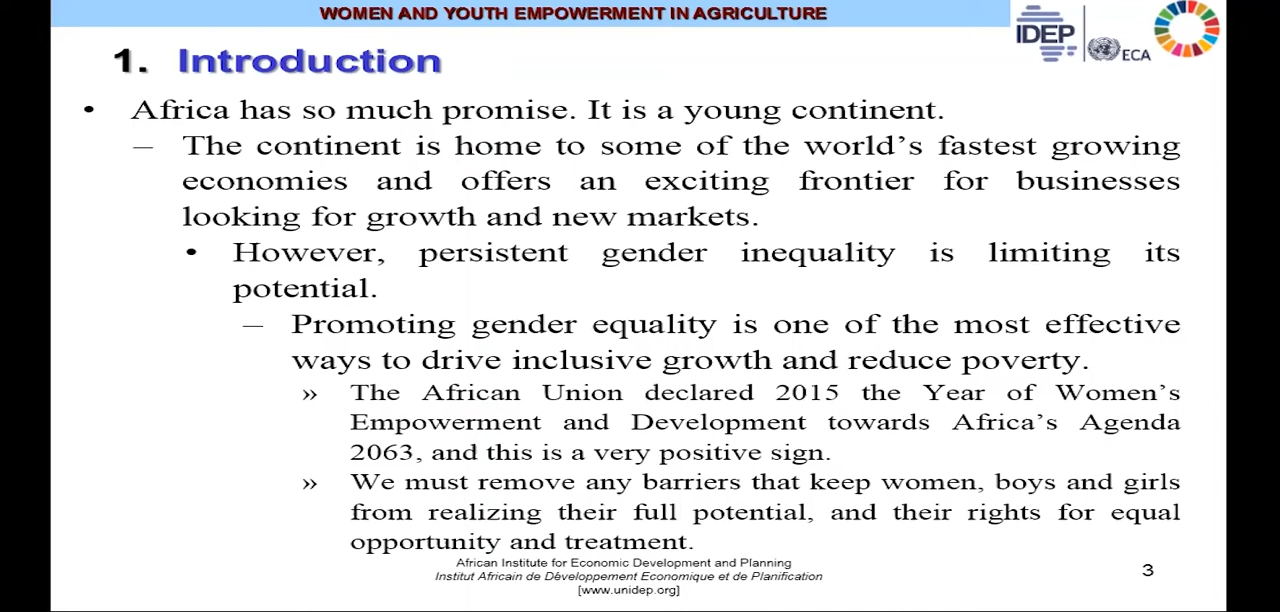 WOMEN AND YOUTH EMPOWERMENT IN AGRICULTURE
IDEP
ECA
1. Introduction
• Africa has so much promise. It is a young continent.
– The continent is home to some of the world's fastest growing
economies and offers an exciting frontier for businesses
looking for growth and new markets.
• However, persistent gender inequality is limiting its
potential.
– Promoting gender equality is one of the most effective
ways to drive inclusive growth and reduce poverty.
» The African Union declared 2015 the Year of Women's
Empowerment and Development towards Africa's Agenda
2063, and this is a very positive sign.
» We must remove any barriers that keep women, boys and girls
from realizing their full potential, and their rights for equal
opportunity and treatment.
African Institute for Economic Development and Planning
Institut Africain de Développement Economique et de Planification
[www.unidep.org]
3